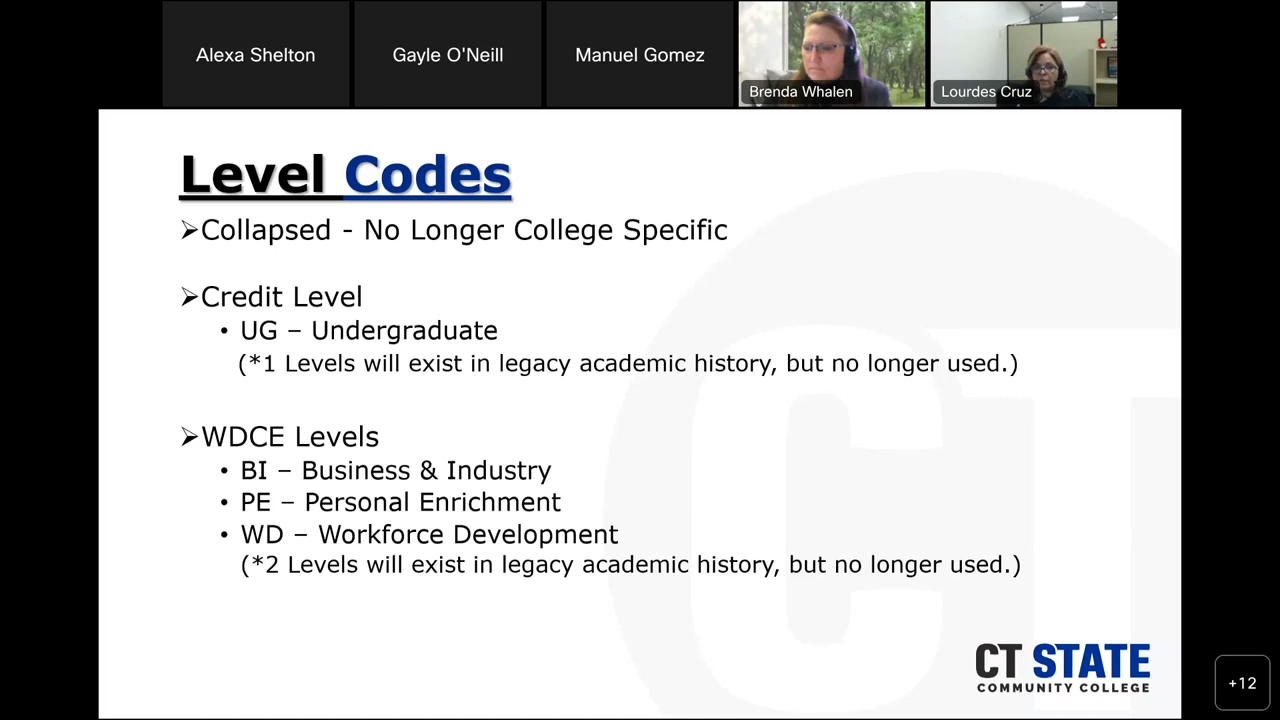 Alexa Shelton
Gayle O'Neill
Manuel Gomez
Brenda Whalen
Lourdes Cruz
Level Codes
➢Collapsed - No Longer College Specific
➢Credit Level
• UG – Undergraduate
(*1 Levels will exist in legacy academic history, but no longer used.)
➢WDCE Levels
• BI – Business & Industry
• PE – Personal Enrichment
• WD – Workforce Development
(*2 Levels will exist in legacy academic history, but no longer used.)
CT
CT STATE
COMMUNITY COLLEGE
+12